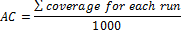 AC = ∑ coverage for each run / 1000